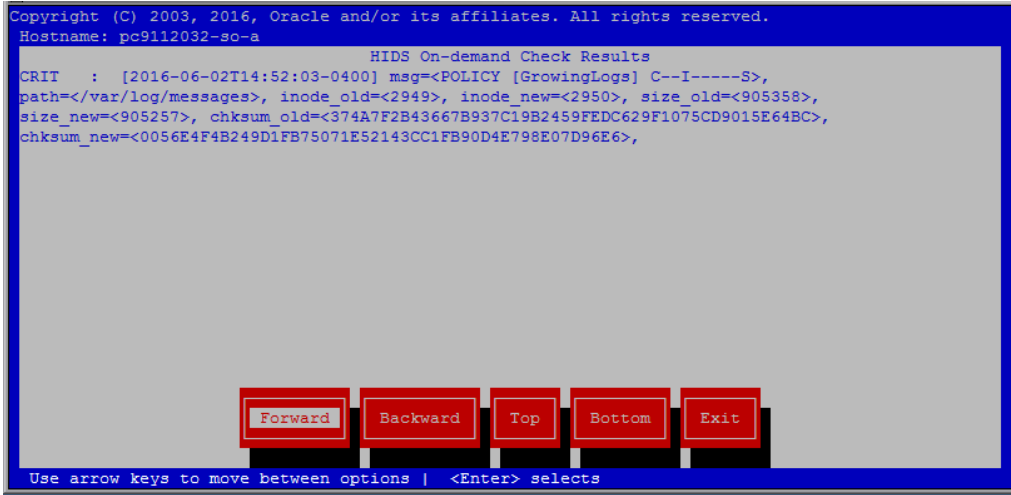 Copyright (C) 2003, 2016, Oracle and/or its affiliates. All rights reserved.
Hostname: pc9112032-so-a
HIDS On-demand Check Results
CRIT : [2016-06-02T14:52:03-0400] msg=<POLICY [GrowingLogs] C--I-----S>,
path=</var/log/messages>, inode_old=<2949>, inode_new=<2950>, size_old=<905358>,
size_new=<905257>, chksum_old=<374A7F2B43667B937C19B2459FEDC629F1075CD9015E64BC>,
chksum_new=<0056E4F4B249D1FB75071E52143CC1FB90D4E798E07D96E6>,
Forward Backward Top Bottom Exit
Use arrow keys to move between options | <Enter> selects